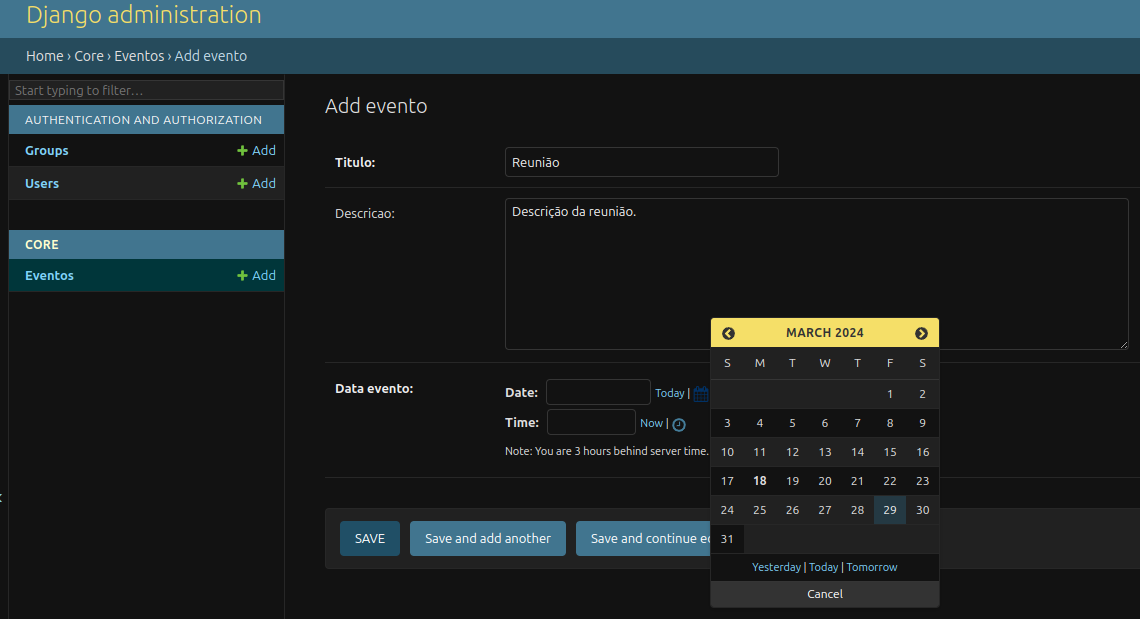 Django administration
Home › Core › Eventos › Add evento
Start typing to filter…
AUTHENTICATION AND AUTHORIZATION
Groups + Add
Users + Add
CORE
Eventos + Add
Add evento
Titulo: Reunião
Descricao: Descrição da reunião.
Data evento:
Date: Today |
Time: Now |
Note: You are 3 hours behind server time.
MARCH 2024
S M T W T F S
1 2
3 4 5 6 7 8 9
10 11 12 13 14 15 16
17 18 19 20 21 22 23
24 25 26 27 28 29 30
31
Yesterday | Today | Tomorrow
Cancel
SAVE
Save and add another
Save and continue